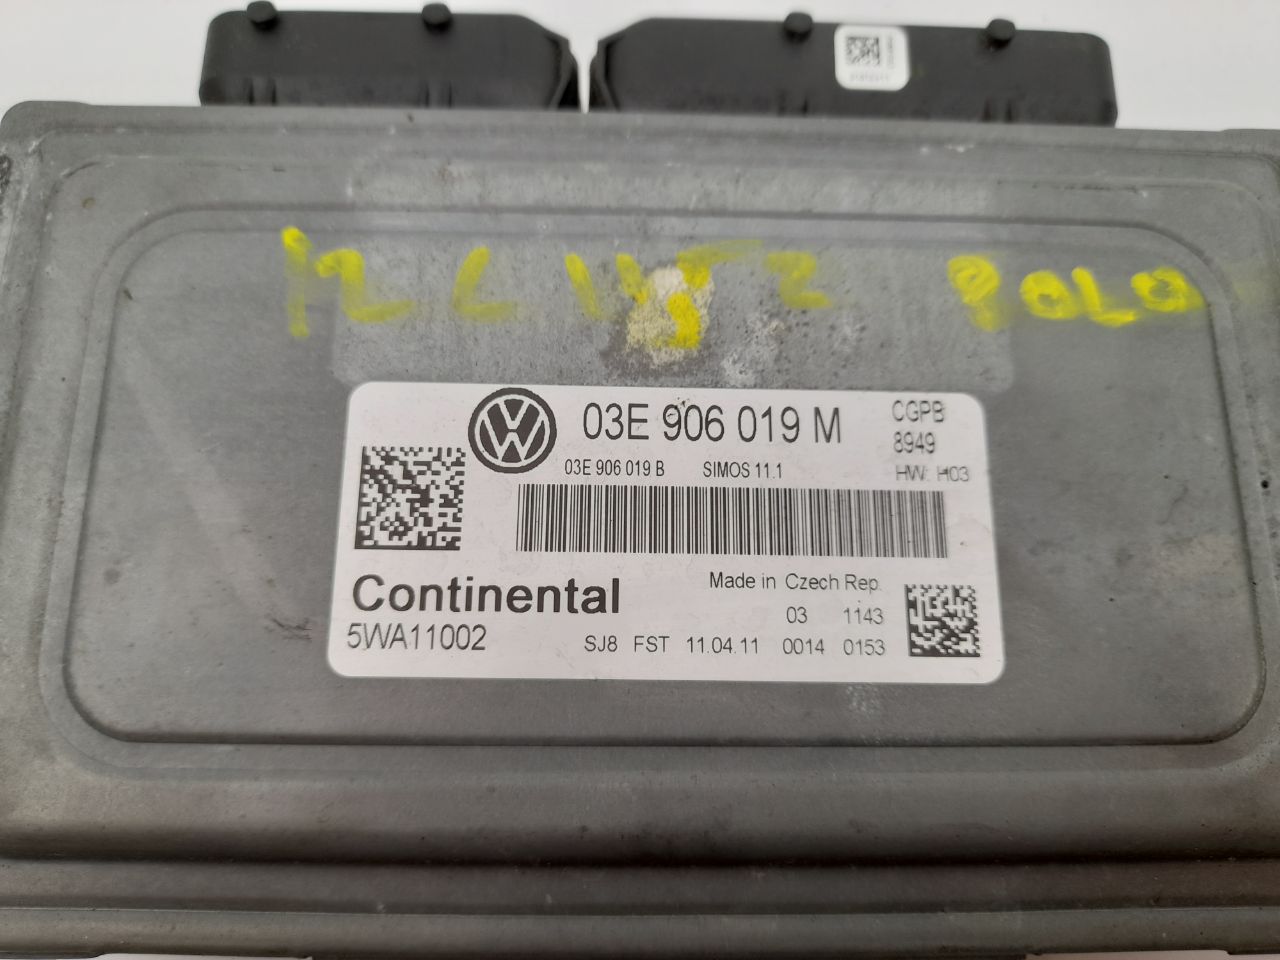 POLO
03E 906 019 M
CGPB
8949
03E 906 019 B SIMOS 11.1
HW: H03
Made in Czech Rep.
Continental
03 1143
5WA11002
SJ8 FST 11.04.11 0014 0153